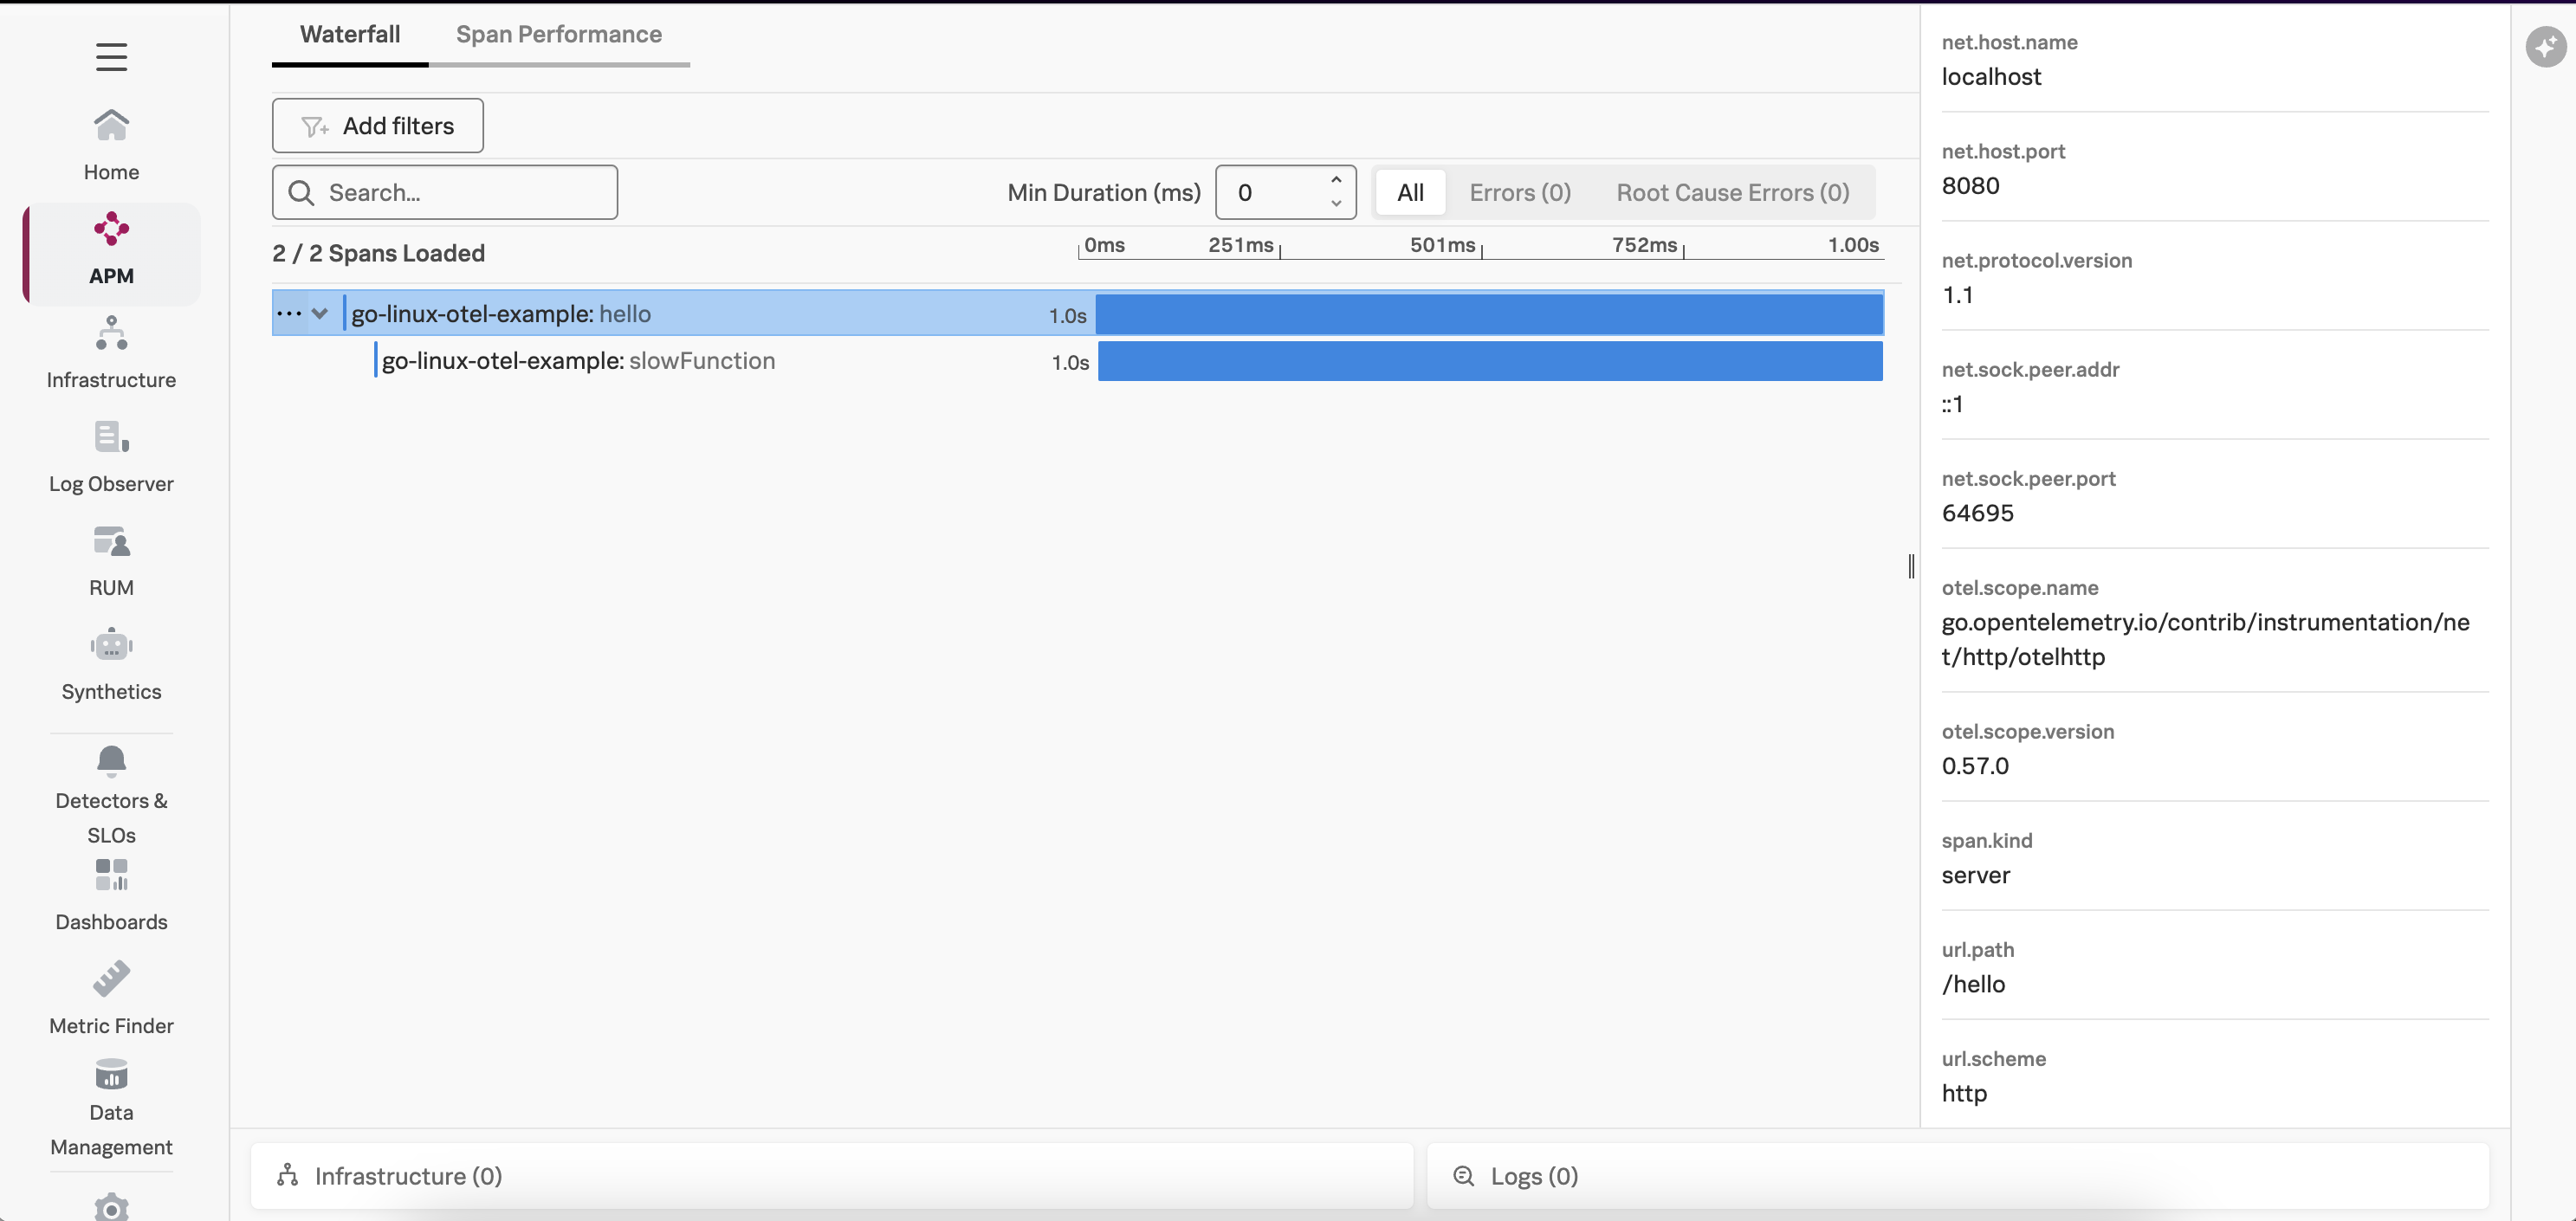 Home
APM
Infrastructure
Log Observer
RUM
Synthetics
Detectors &
SLOs
Dashboards
Metric Finder
Data
Management
Waterfall
Span Performance
Add filters
Search...
Min Duration (ms)
0
All
Errors (0)
Root Cause Errors (0)
2 / 2 Spans Loaded
0ms
251ms
501ms
752ms
1.00s
go-linux-otel-example: hello
1.0s
go-linux-otel-example: slowFunction
1.0s
net.host.name
localhost
net.host.port
8080
net.protocol.version
1.1
net.sock.peer.addr
::1
net.sock.peer.port
64695
otel.scope.name
go.opentelemetry.io/contrib/instrumentation/ne
t/http/otelhttp
otel.scope.version
0.57.0
span.kind
server
url.path
/hello
url.scheme
http
Infrastructure (0)
Logs (0)